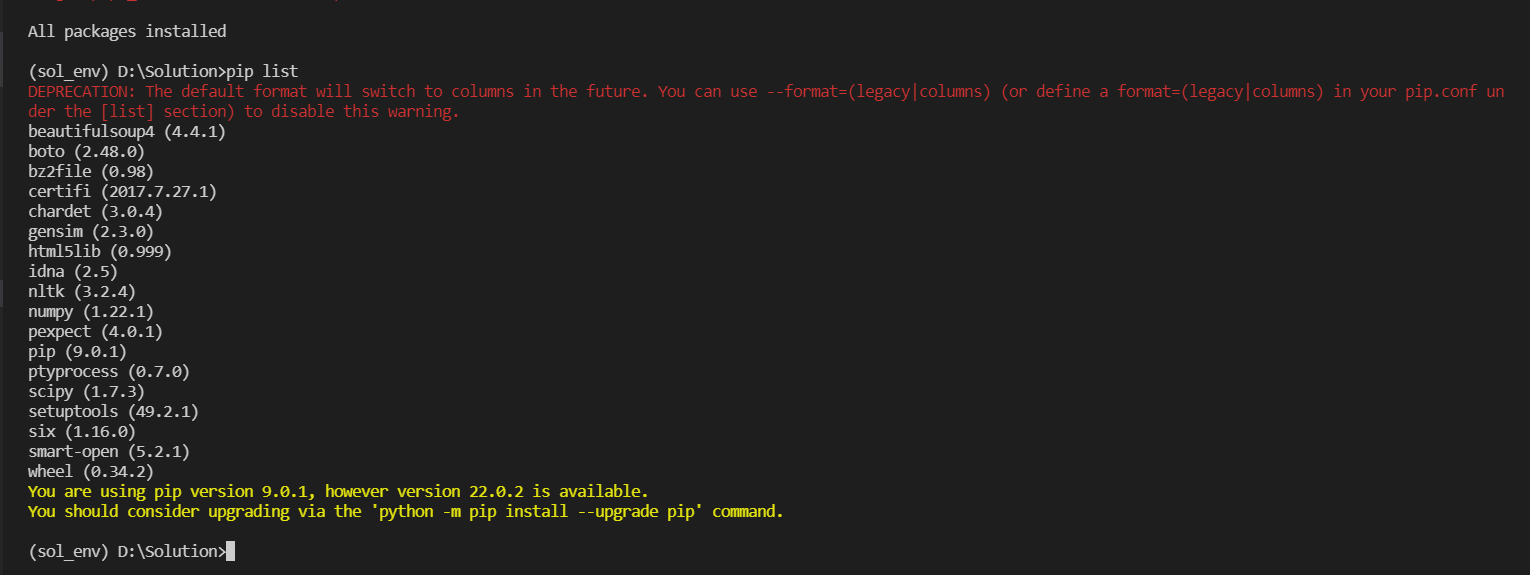 All packages installed
(sol_env) D:\Solution>pip list
DEPRECATION: The default format will switch to columns in the future. You can use --format=(legacy|columns) (or define a format=(legacy|columns) in your pip.conf un
der the [list] section) to disable this warning.
beautifulsoup4 (4.4.1)
boto (2.48.0)
bz2file (0.98)
certifi (2017.7.27.1)
chardet (3.0.4)
gensim (2.3.0)
html5lib (0.999)
idna (2.5)
nltk (3.2.4)
numpy (1.22.1)
pexpect (4.0.1)
pip (9.0.1)
ptyprocess (0.7.0)
scipy (1.7.3)
setuptools (49.2.1)
six (1.16.0)
smart-open (5.2.1)
wheel (0.34.2)
You are using pip version 9.0.1, however version 22.0.2 is available.
You should consider upgrading via the 'python -m pip install --upgrade pip' command.
(sol_env) D:\Solution>